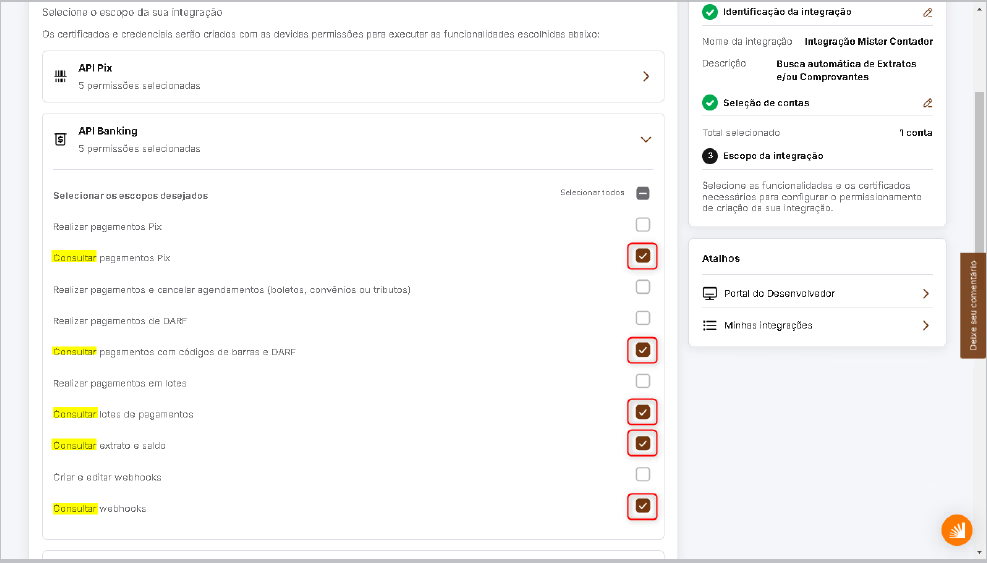 Selecione o escopo da sua integração
Os certificados e credenciais serão criados com as devidas permissões para executar as funcionalidades escolhidas abaixo:
API Pix
5 permissões selecionadas
API Banking
5 permissões selecionadas
Selecionar os escopos desejados
Selecionar todos
Realizar pagamentos Pix
Consultar pagamentos Pix
Realizar pagamentos e cancelar agendamentos (boletos, convênios ou tributos)
Realizar pagamentos de DARF
Consultar pagamentos com códigos de barras e DARF
Realizar pagamentos em lotes
Consultar lotes de pagamentos
Consultar extrato e saldo
Criar e editar webhooks
Consultar webhooks
Identificação da integração
Nome da integração Integração Mister Contador
Descrição Busca automática de Extratos
e/ou Comprovantes
Seleção de contas
Total selecionado 1 conta
3 Escopo da integração
Selecione as funcionalidades e os certificados
necessários para configurar o permissionamento
de criação da sua integração.
Atalhos
Portal do Desenvolvedor
Minhas integrações
Deixe seu comentário